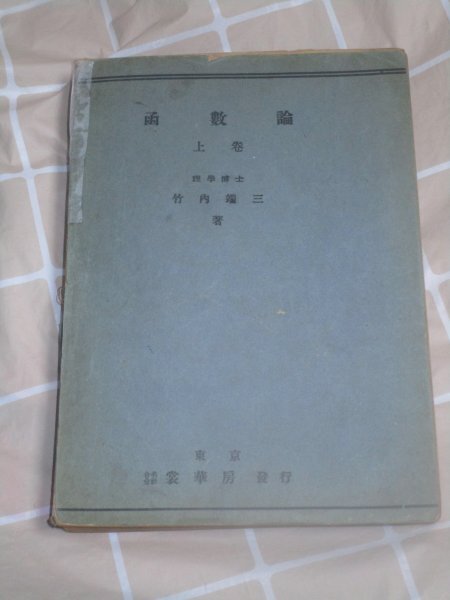 函數論
上卷
理學博士
竹內端三
著
東京
裳華房 發行